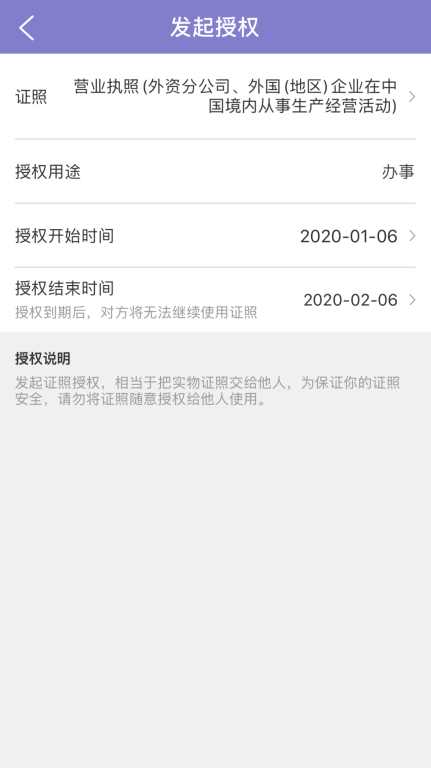 发起授权
证照
营业执照(外资分公司、外国(地区)企业在中
国境内从事生产经营活动)
授权用途
办事
授权开始时间
2020-01-06
授权结束时间
2020-02-06
授权到期后，对方将无法继续使用证照
授权说明
发起证照授权，相当于把实物证照交给他人，为保证你的证照
安全，请勿将证照随意授权给他人使用。